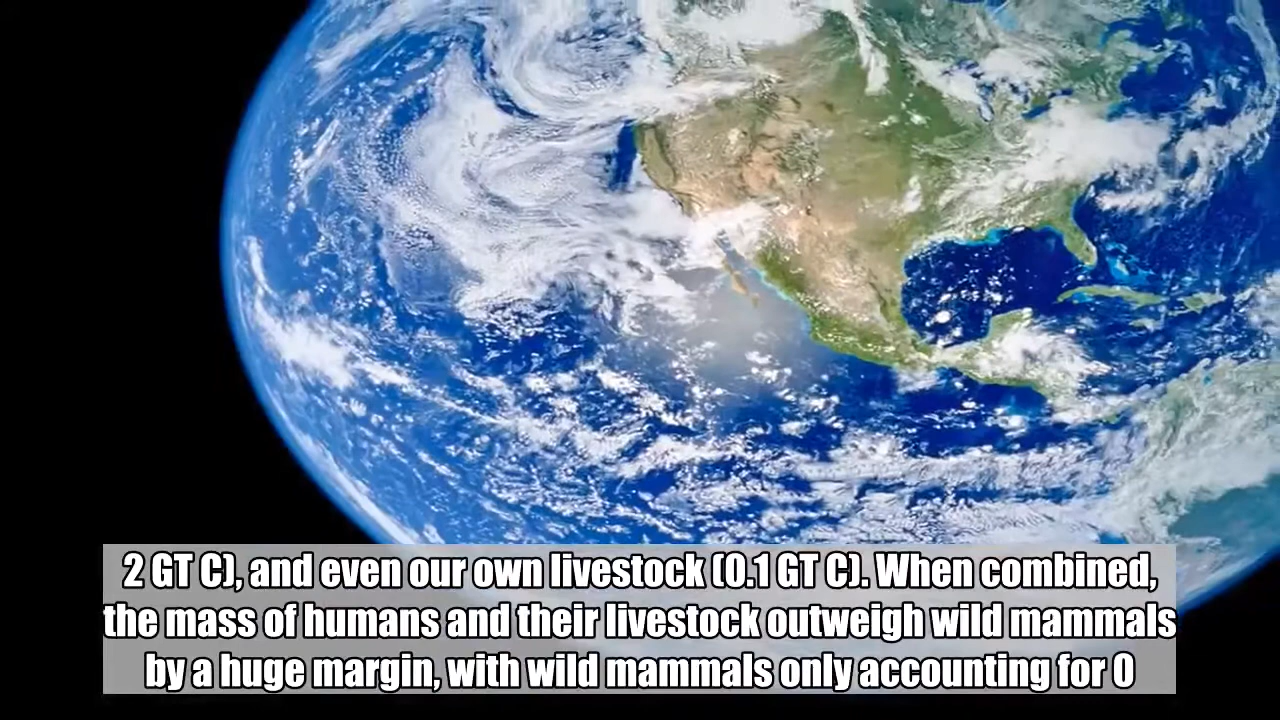 2 GT C), and even our own livestock (0.1 GT C). When combined,
the mass of humans and their livestock outweigh wild mammals
by a huge margin, with wild mammals only accounting for 0